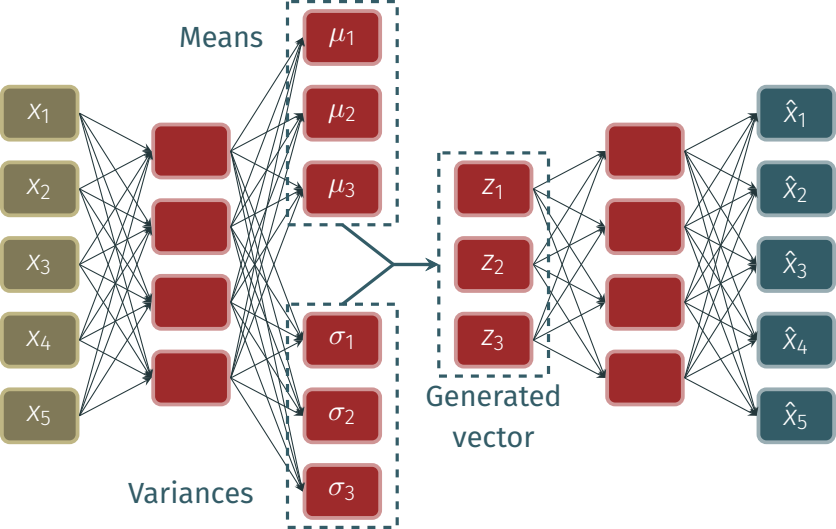 Means
μ1
μ2
μ3
x1
x2
x3
x4
x5
σ1
σ2
σ3
Variances
z1
z2
z3
Generated
vector
x̂1
x̂2
x̂3
x̂4
x̂5